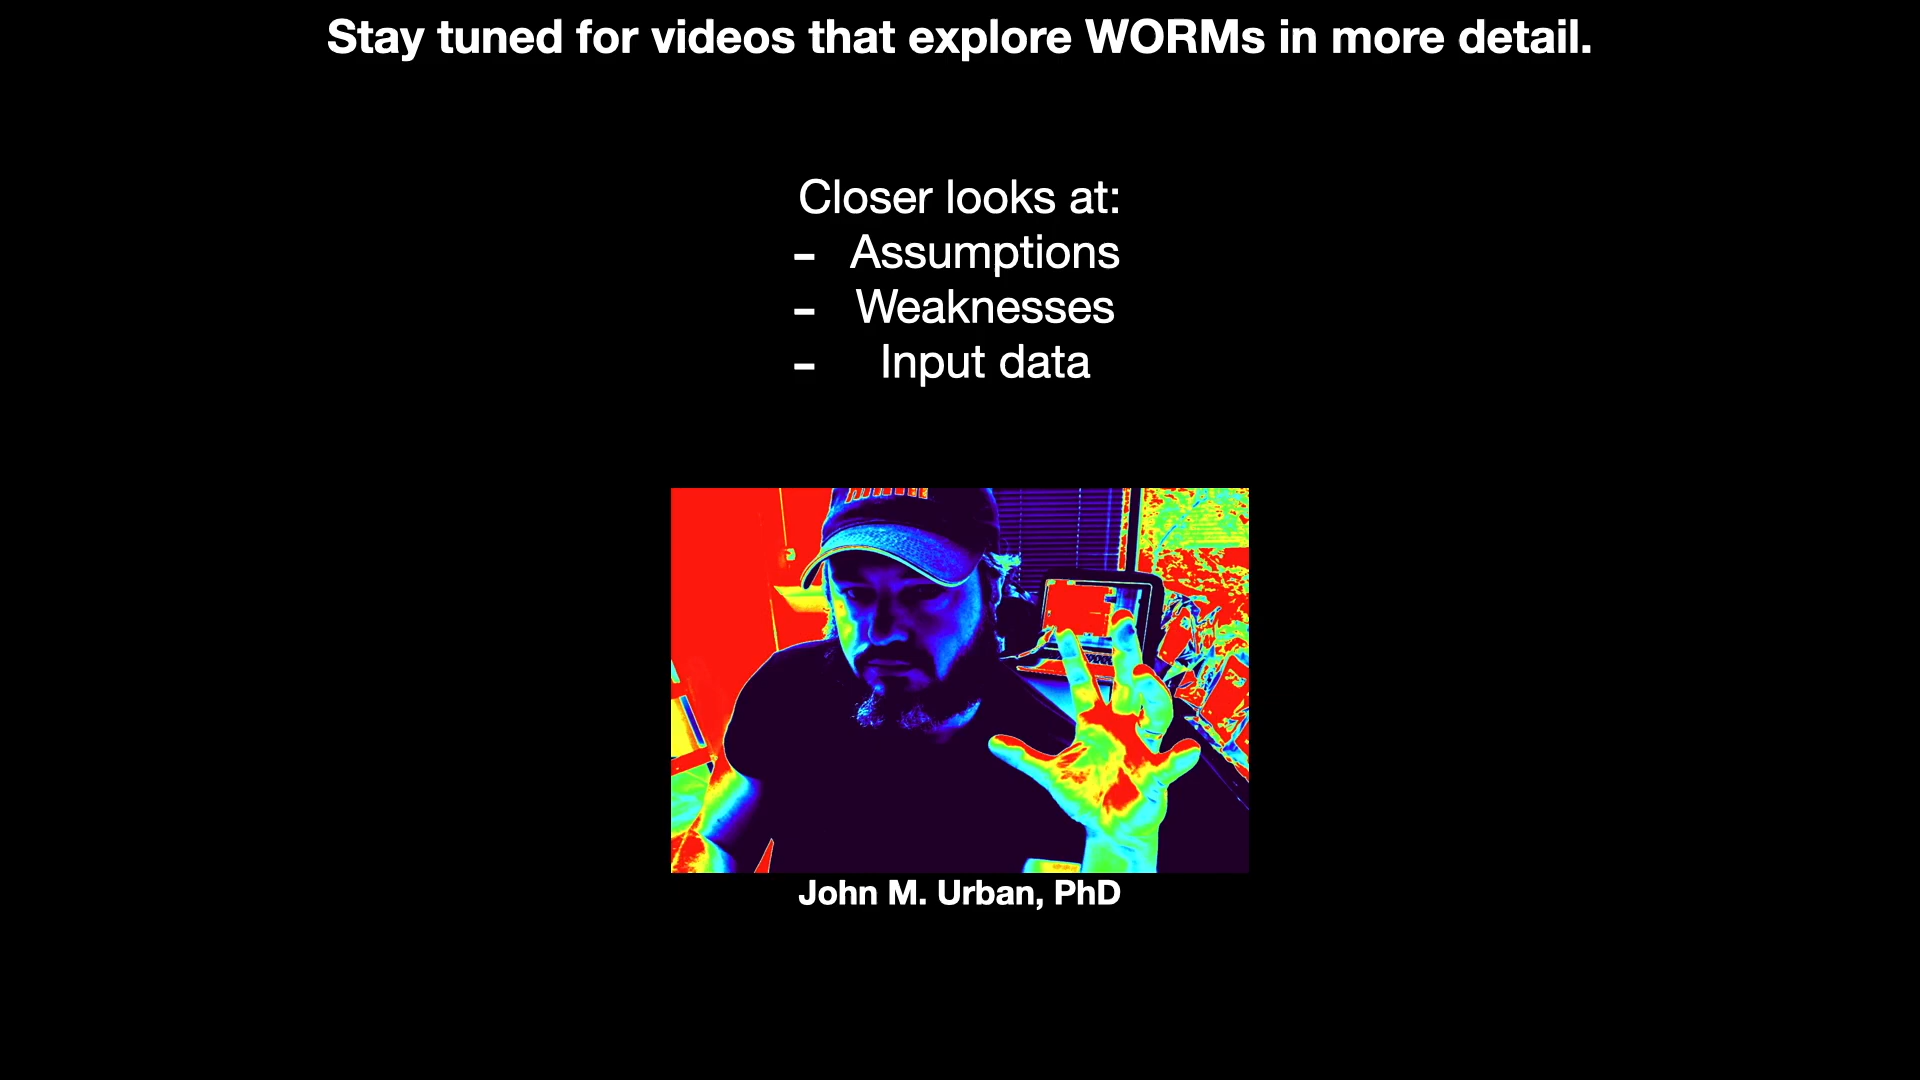 Stay tuned for videos that explore WORMs in more detail.
Closer looks at:
- Assumptions
- Weaknesses
- Input data
John M. Urban, PhD